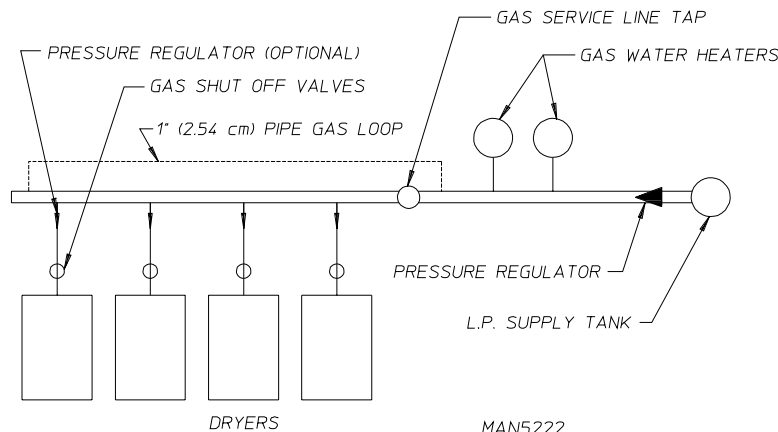 GAS SERVICE LINE TAP
PRESSURE REGULATOR (OPTIONAL)
GAS WATER HEATERS
GAS SHUT OFF VALVES
1" (2.54 cm) PIPE GAS LOOP
PRESSURE REGULATOR
L.P. SUPPLY TANK
DRYERS
MAN5222